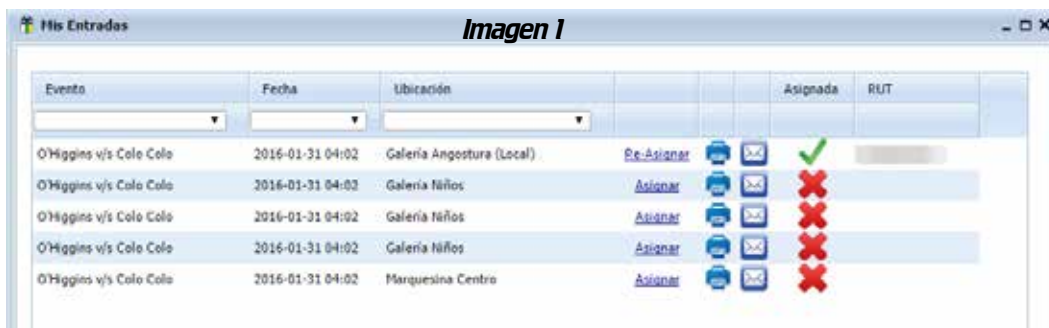 Mis Entradas
Imagen 1
Evento Fecha Ubicación Asignada RUT
O'Higgins v/s Colo Colo 2016-01-31 04:02 Galería Angostura (Local) Re-Asignar
O'Higgins v/s Colo Colo 2016-01-31 04:02 Galería Niños Asignar
O'Higgins v/s Colo Colo 2016-01-31 04:02 Galería Niños Asignar
O'Higgins v/s Colo Colo 2016-01-31 04:02 Galería Niños Asignar
O'Higgins v/s Colo Colo 2016-01-31 04:02 Marquesina Centro Asignar